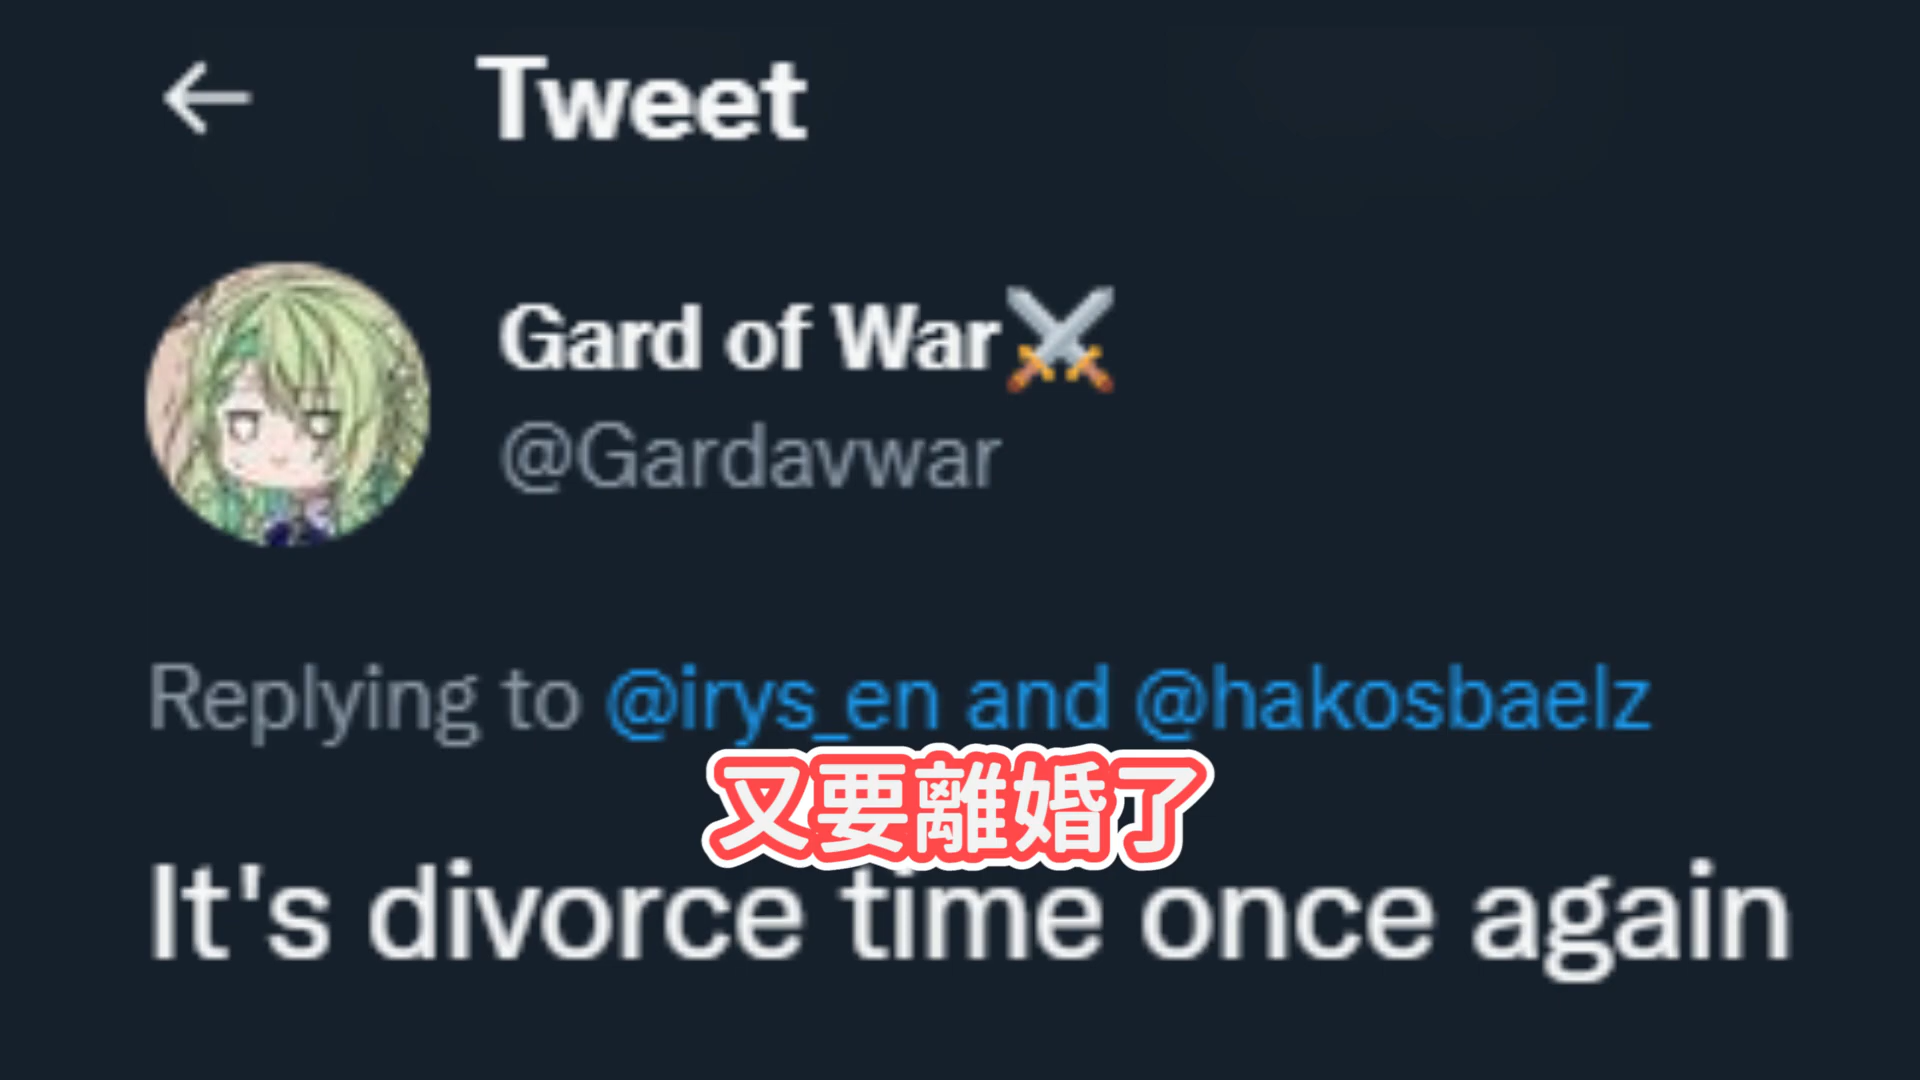 Tweet
Gard of War⚔
@Gardavwar
Replying to @irys_en and @hakosbaelz
又要離婚了
It's divorce time once again